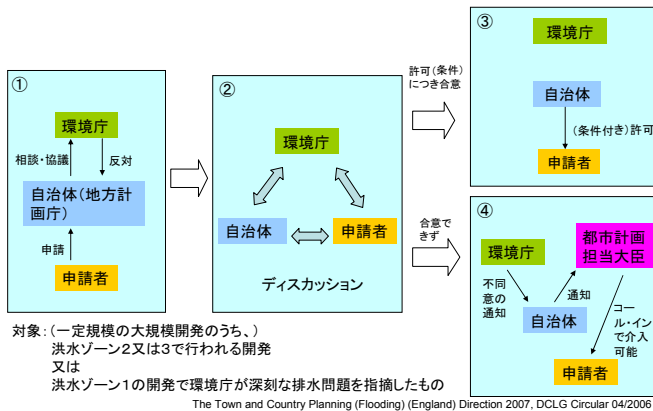 ①
環境庁
相談・協議
反対
自治体(地方計
画庁)
申請
申請者
②
環境庁
自治体
申請者
ディスカッション
許可(条件)
につき合意
合意で
きず
③
環境庁
自治体
(条件付き)許可
申請者
④
環境庁
都市計画
担当大臣
不同
意の
通知
通知
自治体
コー
ル・イン
で介入
可能
申請者
対象:(一定規模の大規模開発のうち、)
洪水ゾーン2又は3で行われる開発
又は
洪水ゾーン1の開発で環境庁が深刻な排水問題を指摘したもの
The Town and Country Planning (Flooding) (England) Direction 2007, DCLG Circular 04/2006